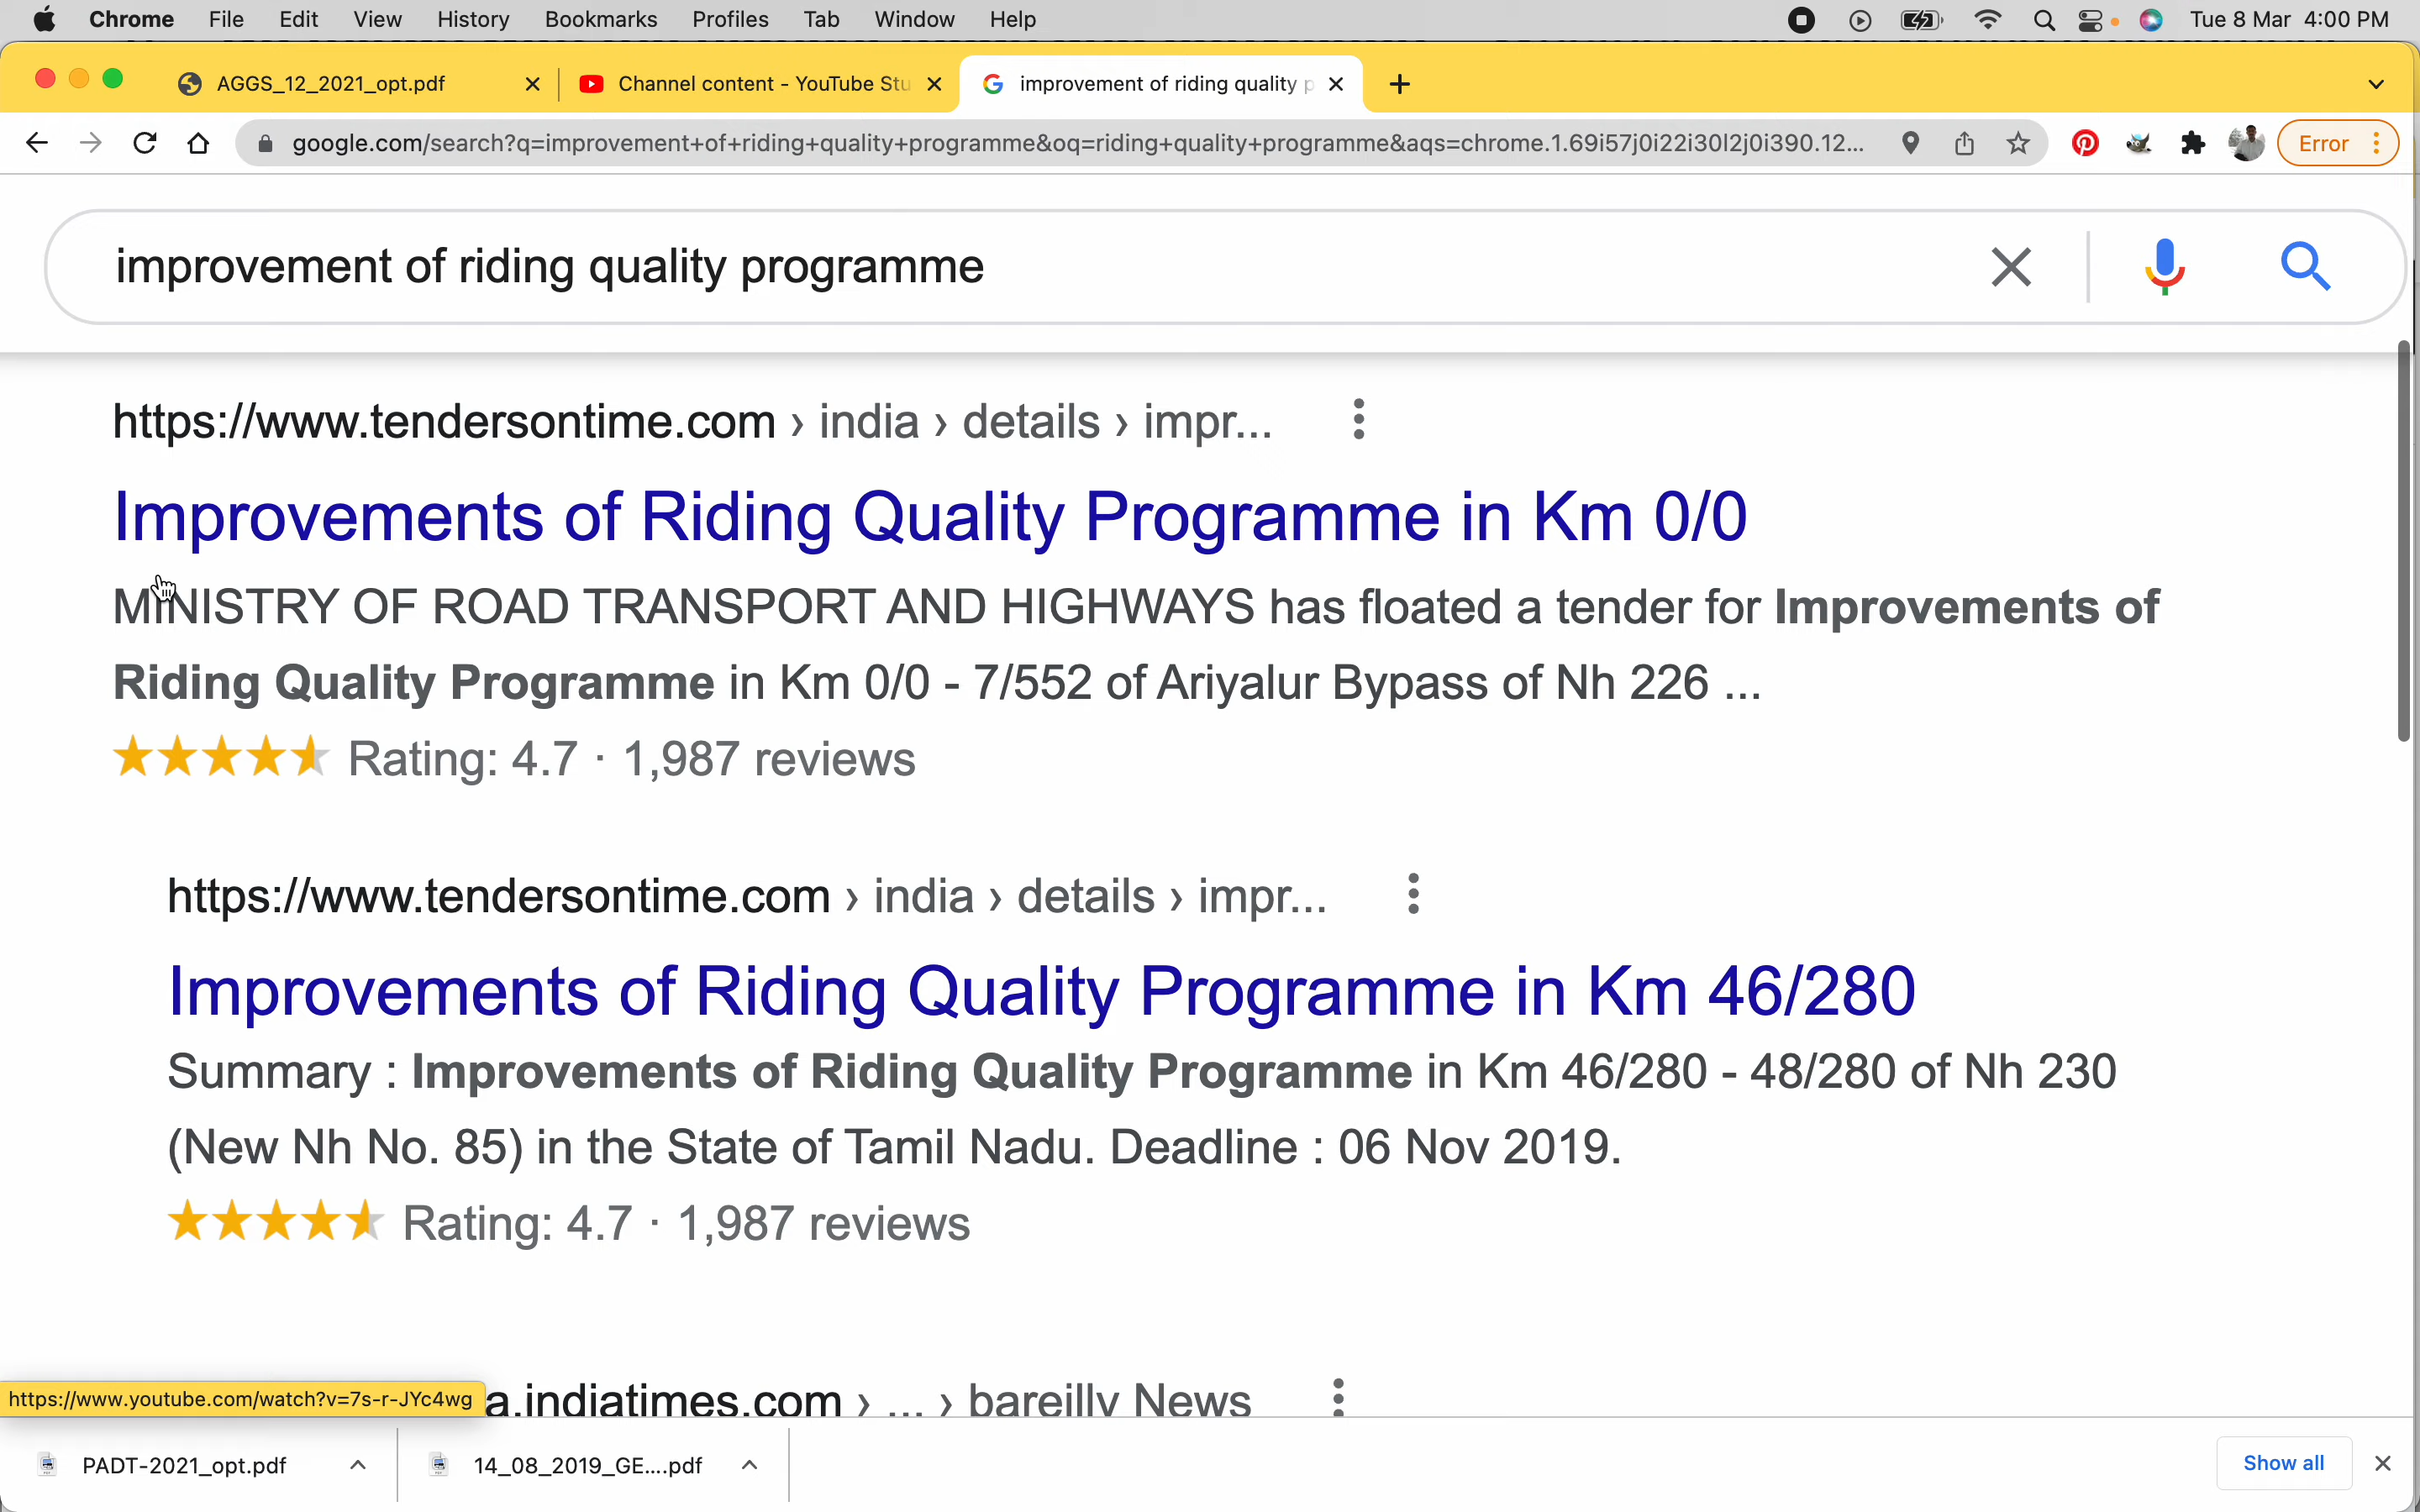 Chrome File Edit View History Bookmarks Profiles Tab Window Help Tue 8 Mar 4:00 PM
AGGS_12_2021_opt.pdf Channel content - YouTube Stu improvement of riding quality p
google.com/search?q=improvement+of+riding+quality+programme&oq=riding+quality+programme&aqs=chrome.1.69i57j0i22i30l2j0i390.12... Error
improvement of riding quality programme
https://www.tendersontime.com › india › details › impr...
Improvements of Riding Quality Programme in Km 0/0
MINISTRY OF ROAD TRANSPORT AND HIGHWAYS has floated a tender for Improvements of
Riding Quality Programme in Km 0/0 - 7/552 of Ariyalur Bypass of Nh 226 ...
Rating: 4.7 · 1,987 reviews
https://www.tendersontime.com › india › details › impr...
Improvements of Riding Quality Programme in Km 46/280
Summary : Improvements of Riding Quality Programme in Km 46/280 - 48/280 of Nh 230
(New Nh No. 85) in the State of Tamil Nadu. Deadline : 06 Nov 2019.
Rating: 4.7 · 1,987 reviews
https://www.youtube.com/watch?v=7s-r-JYc4wg a.indiatimes.com › ... › bareilly News
PADT-2021_opt.pdf 14_08_2019_GE....pdf Show all